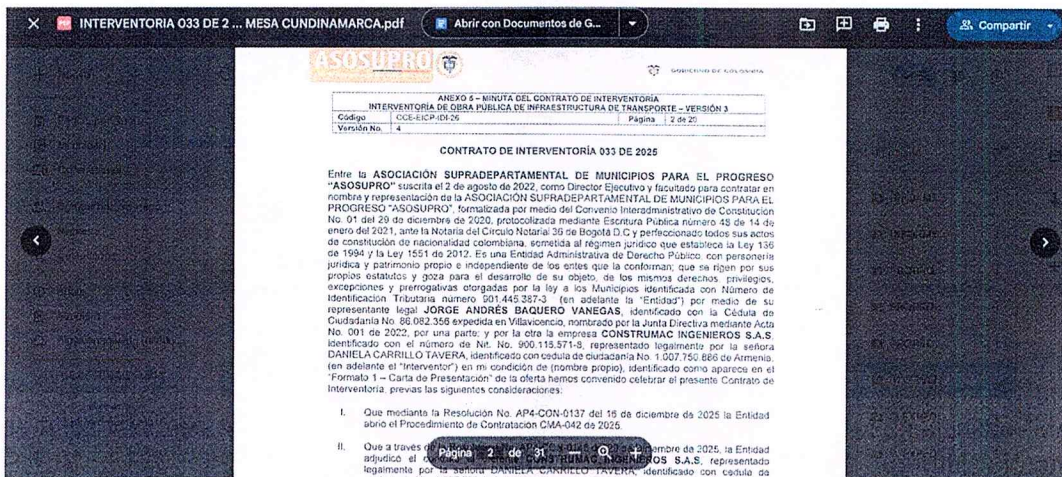 INTERVENTORIA 033 DE 2 ... MESA CUNDINAMARCA.pdf
Abrir con Documentos de G...
Compartir
ASOSUPRO
GOBIERNO DE COLOMBIA
ANEXO 5 – MINUTA DEL CONTRATO DE INTERVENTORÍA
INTERVENTORÍA DE OBRA PÚBLICA DE INFRAESTRUCTURA DE TRANSPORTE – VERSIÓN 3
Código CCE-EICP-IDI-26 Página 2 de 20
Versión No. 4
CONTRATO DE INTERVENTORÍA 033 DE 2025
Entre la ASOCIACIÓN SUPRADEPARTAMENTAL DE MUNICIPIOS PARA EL PROGRESO
"ASOSUPRO" suscrita el 2 de agosto de 2022, como Director Ejecutivo y facultado para contratar en
nombre y representación de la ASOCIACIÓN SUPRADEPARTAMENTAL DE MUNICIPIOS PARA EL
PROGRESO "ASOSUPRO", formalizada por medio del Convenio Interadministrativo de Constitución
No. 01 del 29 de diciembre de 2020, protocolizada mediante Escritura Pública número 48 de 14 de
enero del 2021, ante la Notaria del Círculo Notarial 36 de Bogotá D.C y perfeccionado todos sus actos
de constitución de nacionalidad colombiana, sometida al régimen jurídico que establece la Ley 136
de 1994 y la Ley 1551 de 2012. Es una Entidad Administrativa de Derecho Público, con personería
jurídica y patrimonio propio e independiente de los entes que la conforman; que se rigen por sus
propios estatutos y goza para el desarrollo de su objeto, de los mismos derechos, privilegios,
excepciones y prerrogativas otorgadas por la ley a los Municipios identificada con Número de
Identificación Tributaria número 901.445.387-3 (en adelante la "Entidad") por medio de su
representante legal JORGE ANDRÉS BAQUERO VANEGAS, identificado con la Cédula de
Ciudadanía No. 86.082.356 expedida en Villavicencio, nombrado por la Junta Directiva mediante Acta
No. 001 de 2022, por una parte; y por la otra la empresa CONSTRUMAC INGENIEROS S.A.S,
identificado con el número de Nit. No. 900.115.571-8, representado legalmente por la señora
DANIELA CARRILLO TAVERA, identificado con cedula de ciudadanía No. 1.007.750.886 de Armenia,
(en adelante el "Interventor") en mi condición de (nombre propio), identificado como aparece en el
"Formato 1 – Carta de Presentación" de la oferta hemos convenido celebrar el presente Contrato de
Interventoría, previas las siguientes consideraciones:
I. Que mediante la Resolución No. AP4-CON-0137 del 16 de diciembre de 2025 la Entidad
abrió el Procedimiento de Contratación CMA-042 de 2025.
II. Que a través de diciembre de 2025, la Entidad
adjudicó el CONSTRUMAC INGENIEROS S.A.S, representado
legalmente por la señora DANIELA CARRILLO TAVERA, identificado con cedula de
Página 2 de 31